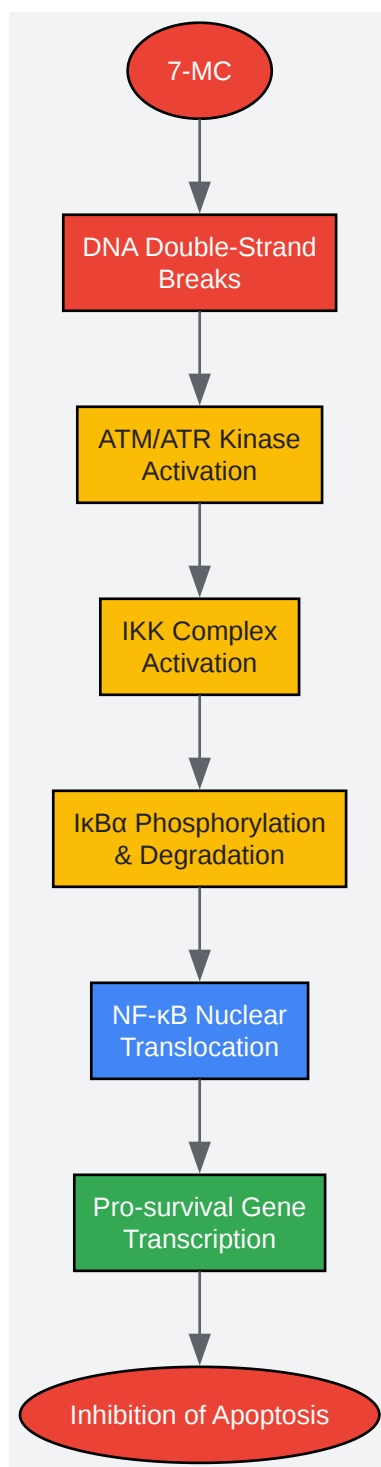 7-MC
DNA Double-Strand
Breaks
ATM/ATR Kinase
Activation
IKK Complex
Activation
IκBα Phosphorylation
& Degradation
NF-κB Nuclear
Translocation
Pro-survival Gene
Transcription
Inhibition of Apoptosis